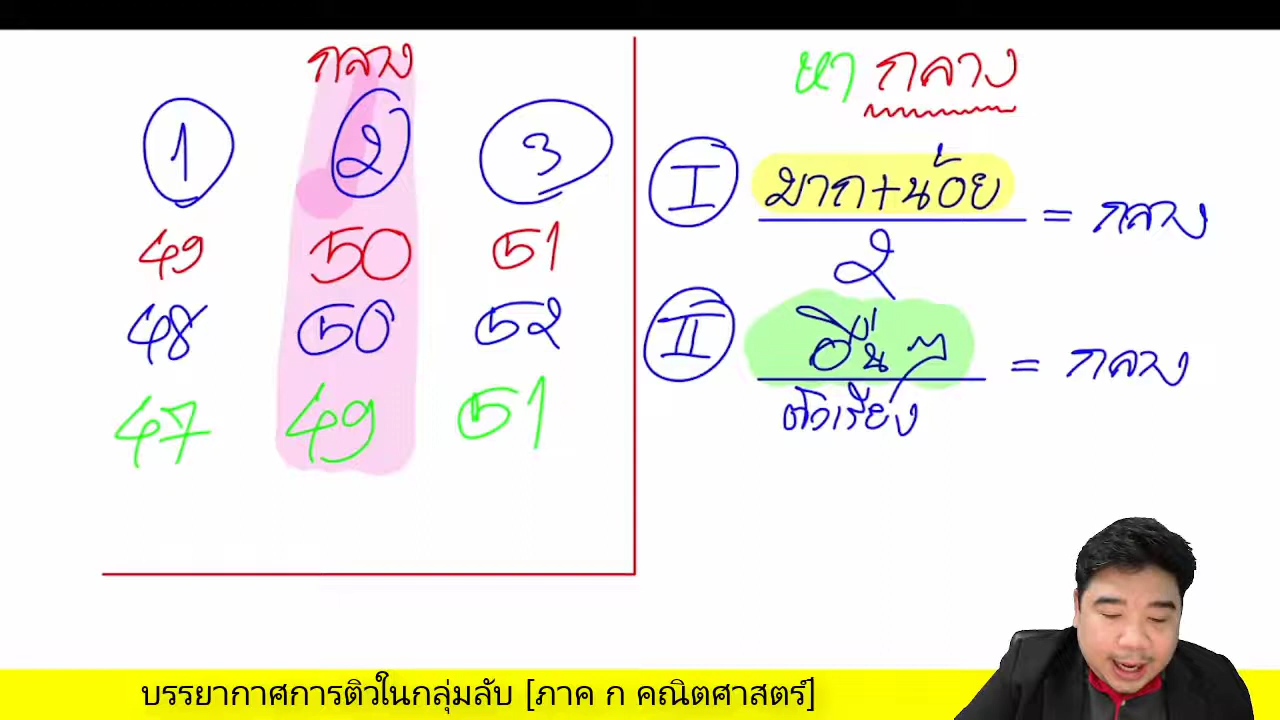 กลาง
1 2 3
49 50 51
48 50 52
47 49 51
หา กลาง
I มาก+น้อย = กลาง
2
II อื่นๆ = กลาง
ตัวเรียง
บรรยากาศการติวในกลุ่มลับ [ภาค ก คณิตศาสตร์]